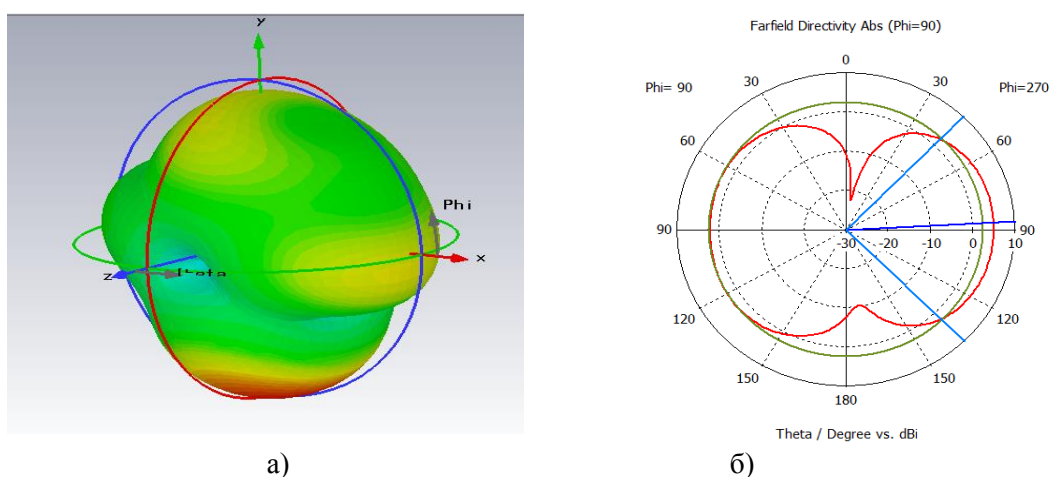 y
Phi
x
z
Farfield Directivity Abs (Phi=90)
0
30 30
Phi= 90 Phi=270
60 60
90 -30 -20 -10 0 10 90
120 120
150 150
180
Theta / Degree vs. dBi
а) б)